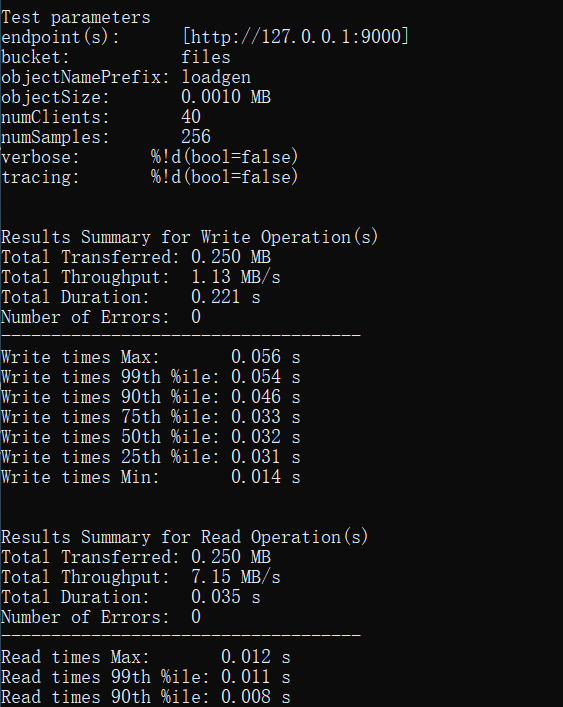 Test parameters
endpoint(s):      [http://127.0.0.1:9000]
bucket:           files
objectNamePrefix: loadgen
objectSize:       0.0010 MB
numClients:       40
numSamples:       256
verbose:       %!d(bool=false)
tracing:       %!d(bool=false)
Results Summary for Write Operation(s)
Total Transferred: 0.250 MB
Total Throughput:  1.13 MB/s
Total Duration:    0.221 s
Number of Errors:  0
------------------------------------
Write times Max:       0.056 s
Write times 99th %ile: 0.054 s
Write times 90th %ile: 0.046 s
Write times 75th %ile: 0.033 s
Write times 50th %ile: 0.032 s
Write times 25th %ile: 0.031 s
Write times Min:       0.014 s
Results Summary for Read Operation(s)
Total Transferred: 0.250 MB
Total Throughput:  7.15 MB/s
Total Duration:    0.035 s
Number of Errors:  0
------------------------------------
Read times Max:       0.012 s
Read times 99th %ile: 0.011 s
Read times 90th %ile: 0.008 s